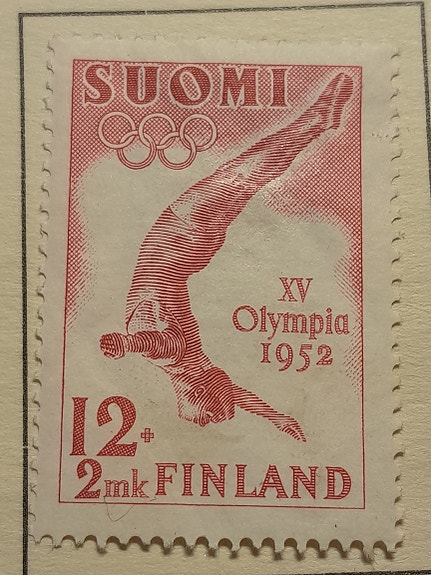 SUOMI
XV
Olympia
1952
12+
2mk FINLAND